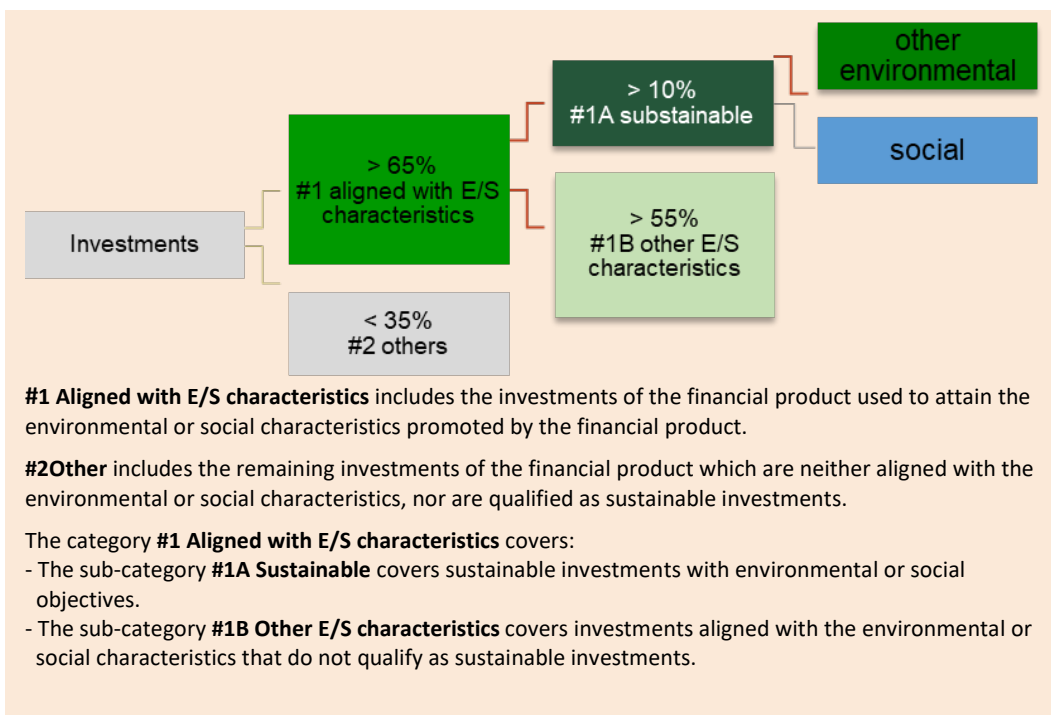 other
environmental
> 10%
#1A substainable
social
> 65%
#1 aligned with E/S
characteristics
> 55%
#1B other E/S
characteristics
Investments
< 35%
#2 others
#1 Aligned with E/S characteristics includes the investments of the financial product used to attain the
environmental or social characteristics promoted by the financial product.
#2Other includes the remaining investments of the financial product which are neither aligned with the
environmental or social characteristics, nor are qualified as sustainable investments.
The category #1 Aligned with E/S characteristics covers:
- The sub-category #1A Sustainable covers sustainable investments with environmental or social
objectives.
- The sub-category #1B Other E/S characteristics covers investments aligned with the environmental or
social characteristics that do not qualify as sustainable investments.